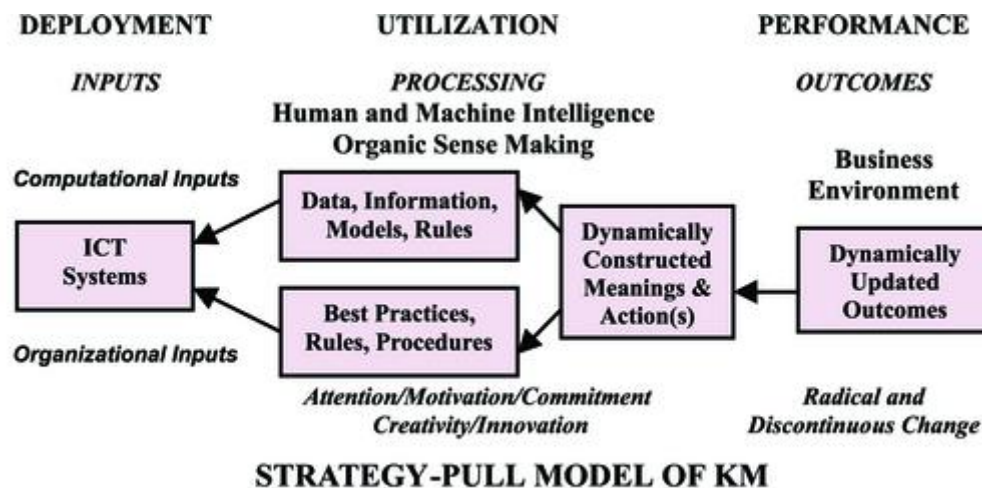 DEPLOYMENT UTILIZATION PERFORMANCE
INPUTS PROCESSING OUTCOMES
Human and Machine Intelligence
Organic Sense Making
Business
Environment
Computational Inputs
Data, Information,
Models, Rules
ICT
Systems
Dynamically
Constructed
Meanings &
Action(s)
Dynamically
Updated
Outcomes
Best Practices,
Rules, Procedures
Organizational Inputs
Attention/Motivation/Commitment
Creativity/Innovation
Radical and
Discontinuous Change
STRATEGY-PULL MODEL OF KM